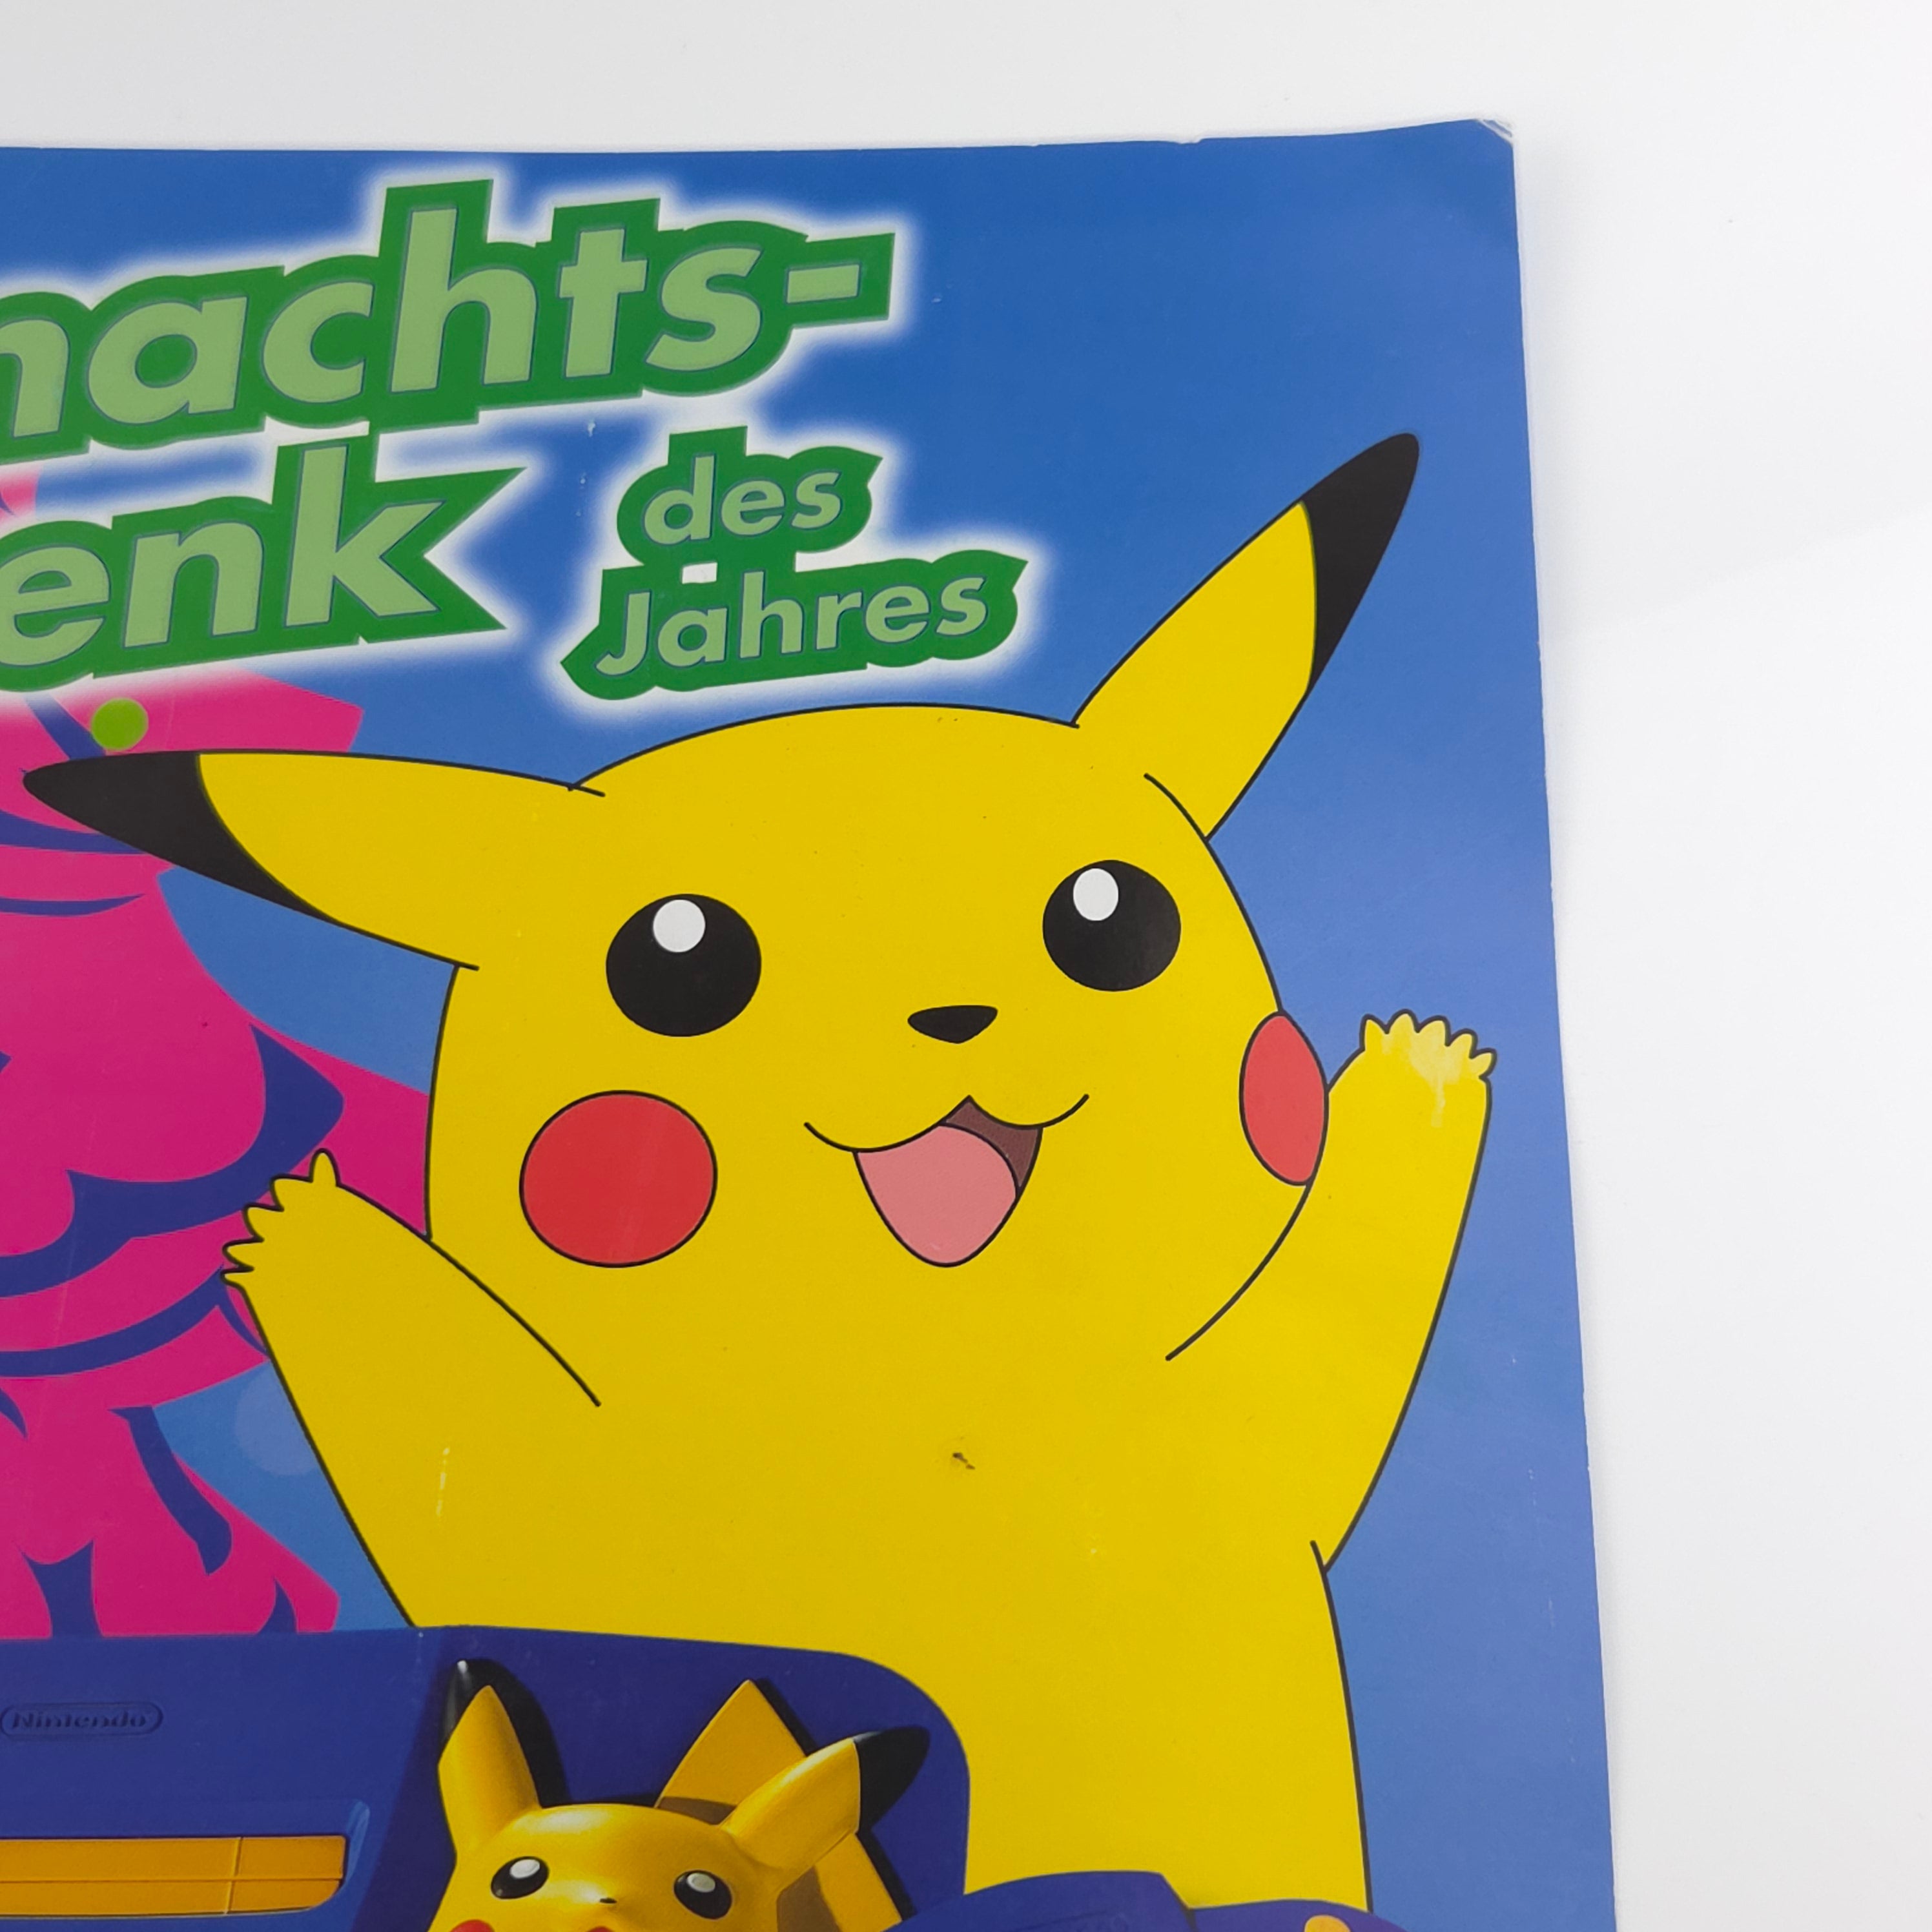 nachts-
enk des
Jahres
Nintendo